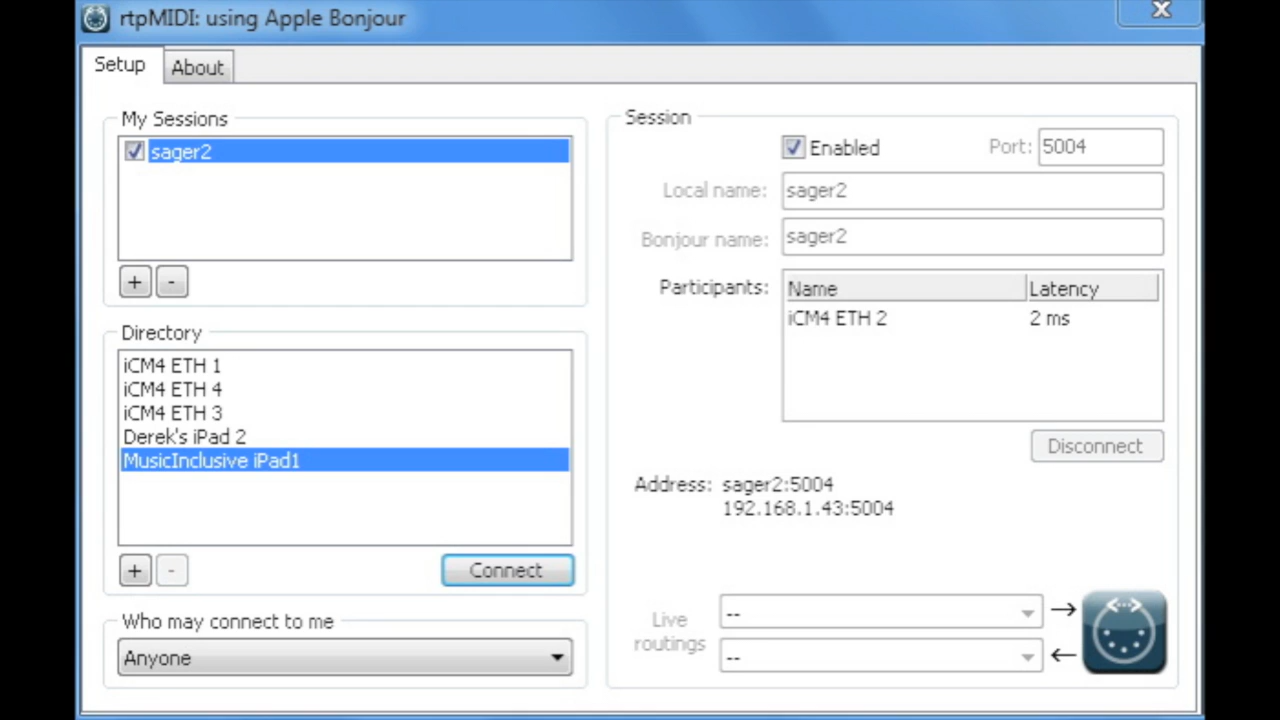 rtpMIDI: using Apple Bonjour
Setup
About
My Sessions
sager2
+
-
Directory
iCM4 ETH 1
iCM4 ETH 4
iCM4 ETH 3
Derek's iPad 2
MusicInclusive iPad1
+
-
Connect
Who may connect to me
Anyone
Session
Enabled
Port: 5004
Local name: sager2
Bonjour name: sager2
Participants: Name Latency
iCM4 ETH 2 2 ms
Disconnect
Address: sager2:5004
192.168.1.43:5004
Live
routings
--
--